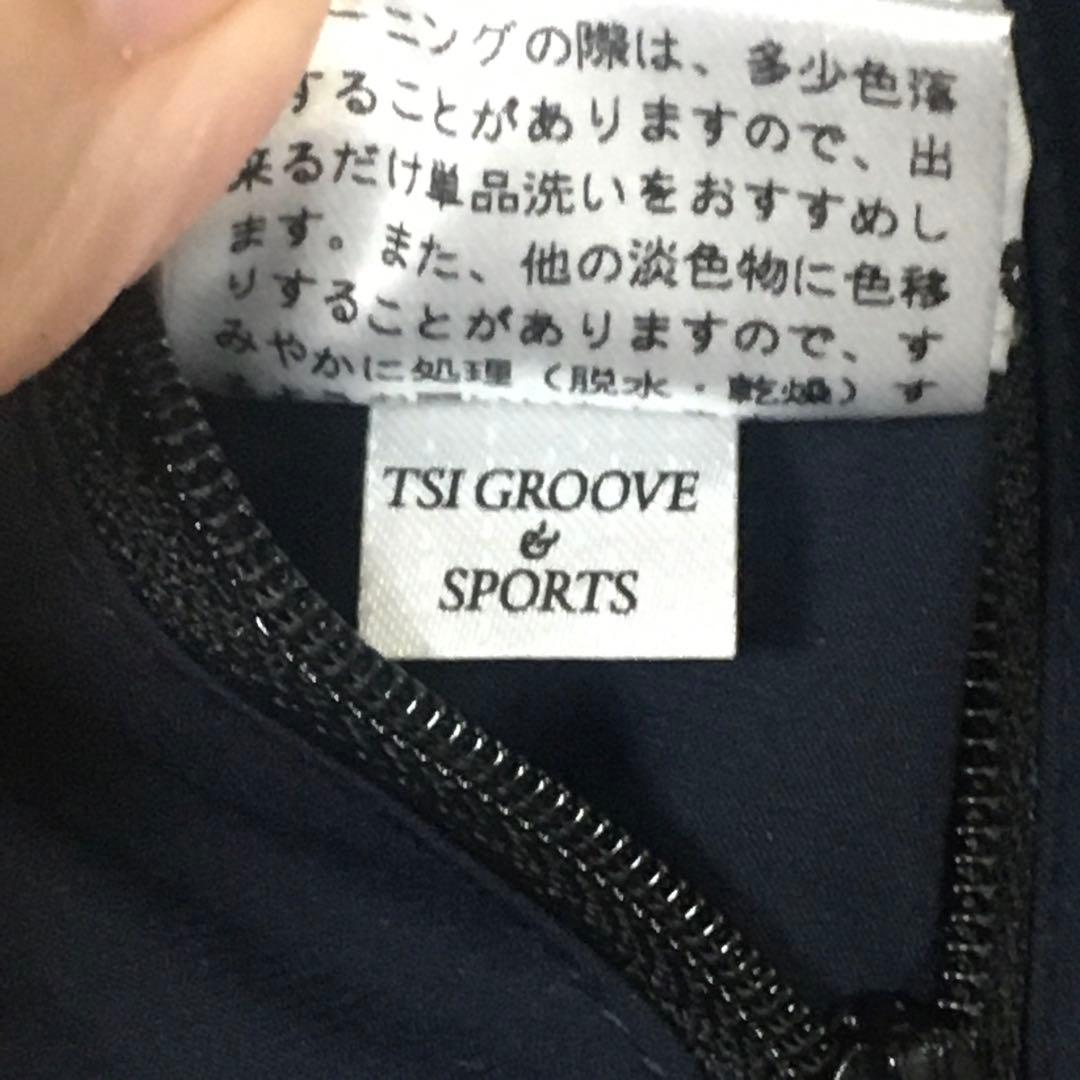 ーニングの際は、多少色落
することがありますので、出
来るだけ単品洗いをおすすめし
ます。また、他の淡色物に色移
りすることがありますので、す
みやかに処理（脱水・乾燥）す
TSI GROOVE
&
SPORTS